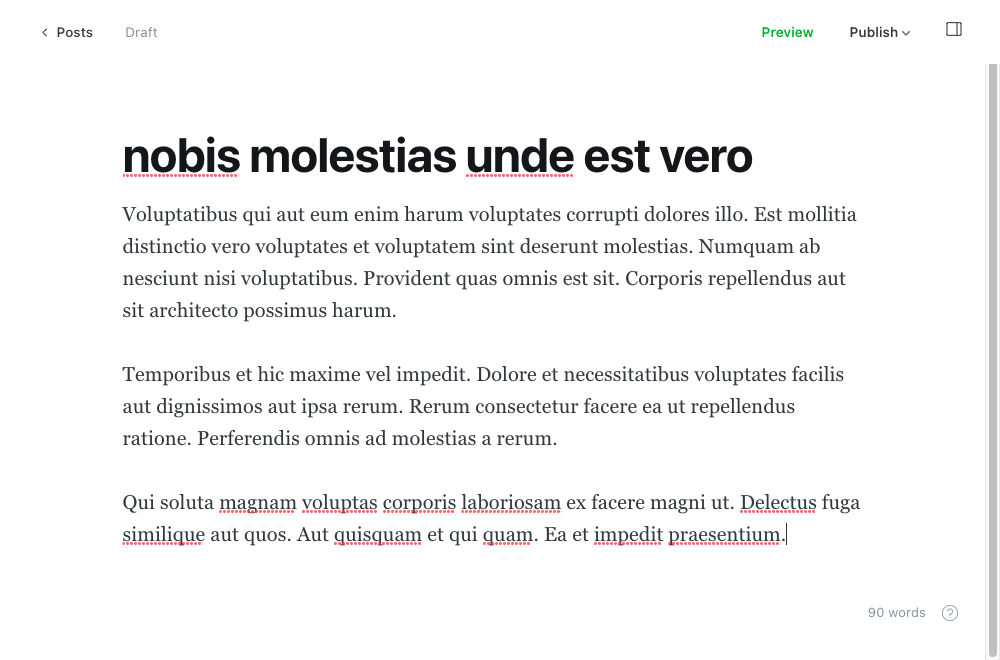 Posts
Draft
Preview
Publish
nobis molestias unde est vero
Voluptatibus qui aut eum enim harum voluptates corrupti dolores illo. Est mollitia
distinctio vero voluptates et voluptatem sint deserunt molestias. Numquam ab
nesciunt nisi voluptatibus. Provident quas omnis est sit. Corporis repellendus aut
sit architecto possimus harum.
Temporibus et hic maxime vel impedit. Dolore et necessitatibus voluptates facilis
aut dignissimos aut ipsa rerum. Rerum consectetur facere ea ut repellendus
ratione. Perferendis omnis ad molestias a rerum.
Qui soluta magnam voluptas corporis laboriosam ex facere magni ut. Delectus fuga
similique aut quos. Aut quisquam et qui quam. Ea et impedit praesentium.
90 words
?